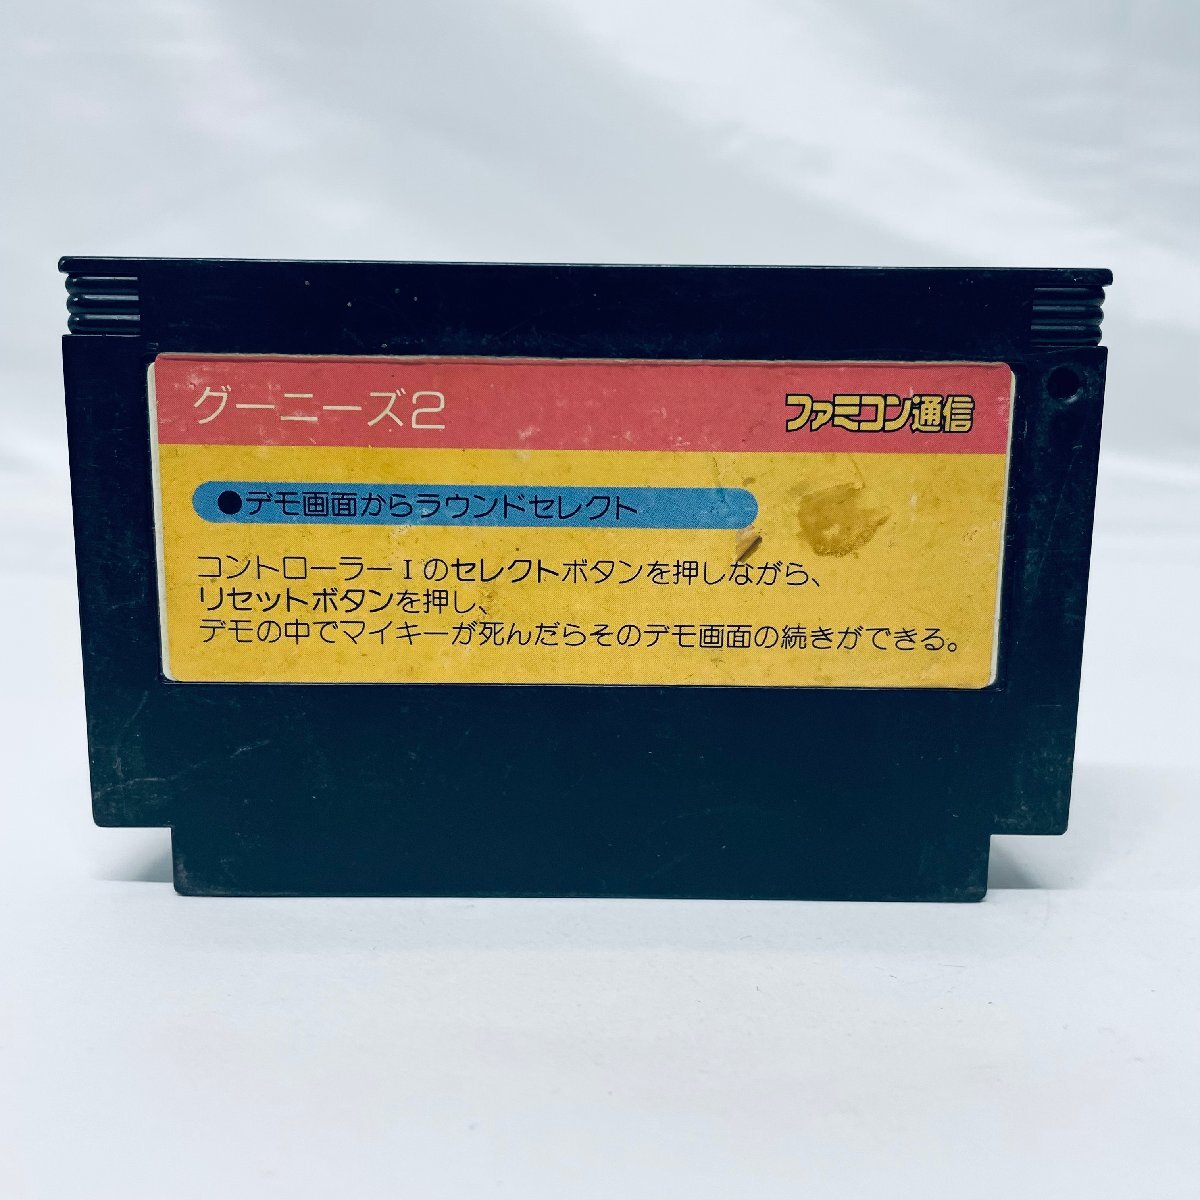 グーニーズ2
ファミコン通信
●デモ画面からラウンドセレクト
コントローラーIのセレクトボタンを押しながら、
リセットボタンを押し、
デモの中でマイキーが死んだらそのデモ画面の続きができる。